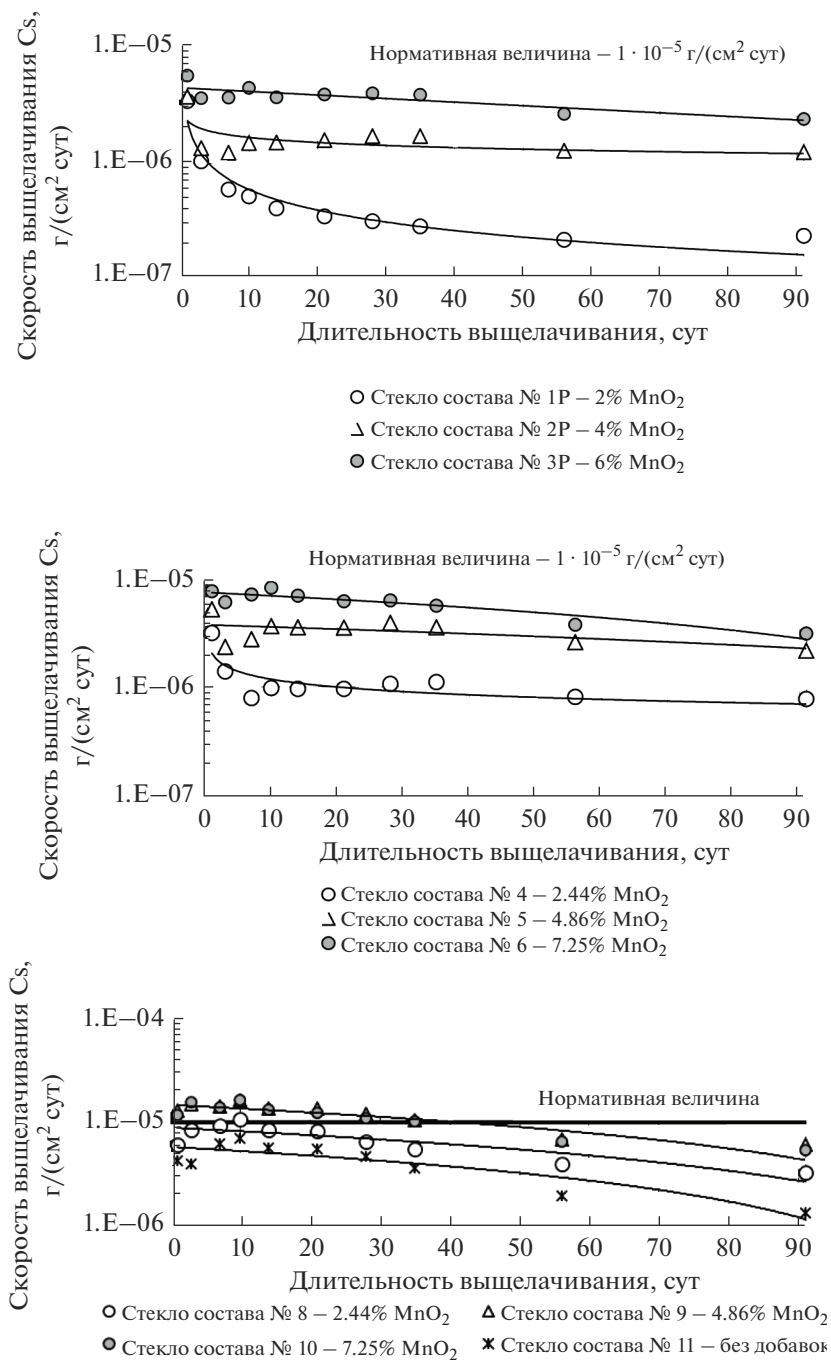 Нормативная величина – 1 · 10⁻⁵ г/(см² сут)
1.E–05
1.E–06
1.E–07
Скорость выщелачивания Cs,
г/(см² сут)
0 10 20 30 40 50 60 70 80 90
Длительность выщелачивания, сут
Стекло состава № 1Р – 2% MnO₂
Стекло состава № 2Р – 4% MnO₂
Стекло состава № 3Р – 6% MnO₂
Нормативная величина – 1 · 10⁻⁵ г/(см² сут)
1.E–05
1.E–06
1.E–07
Скорость выщелачивания Cs,
г/(см² сут)
0 10 20 30 40 50 60 70 80 90
Длительность выщелачивания, сут
Стекло состава № 4 – 2.44% MnO₂
Стекло состава № 5 – 4.86% MnO₂
Стекло состава № 6 – 7.25% MnO₂
1.E–04
1.E–05
1.E–06
Скорость выщелачивания Cs,
г/(см² сут)
Нормативная величина
0 10 20 30 40 50 60 70 80 90
Длительность выщелачивания, сут
Стекло состава № 8 – 2.44% MnO₂ Стекло состава № 9 – 4.86% MnO₂
Стекло состава № 10 – 7.25% MnO₂ Стекло состава № 11 – без добавок